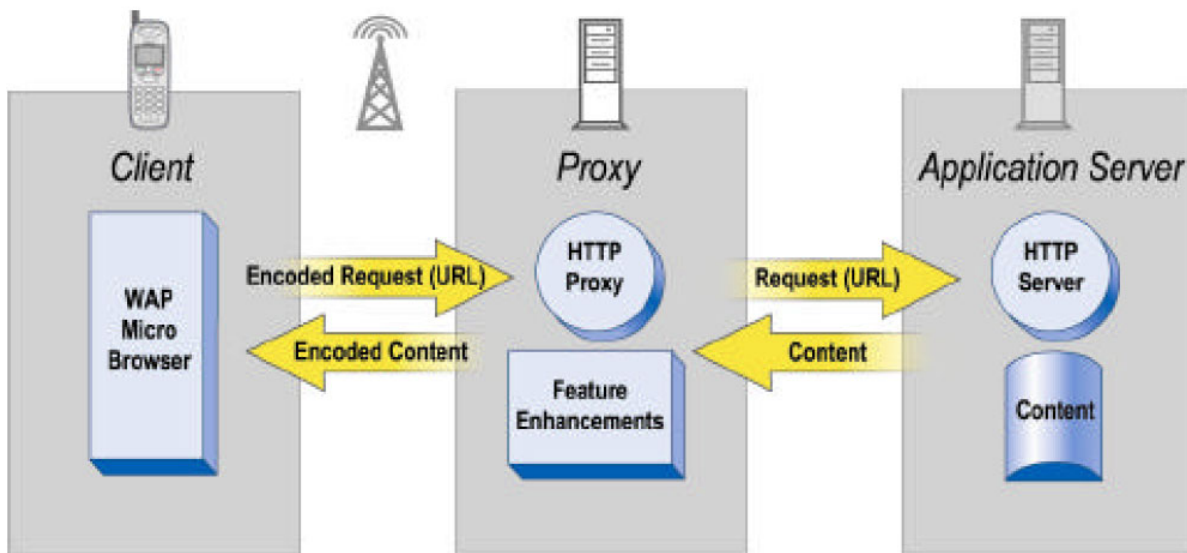 Client
WAP
Micro
Browser
Encoded Request (URL)
Encoded Content
Proxy
HTTP
Proxy
Feature
Enhancements
Request (URL)
Content
Application Server
HTTP
Server
Content